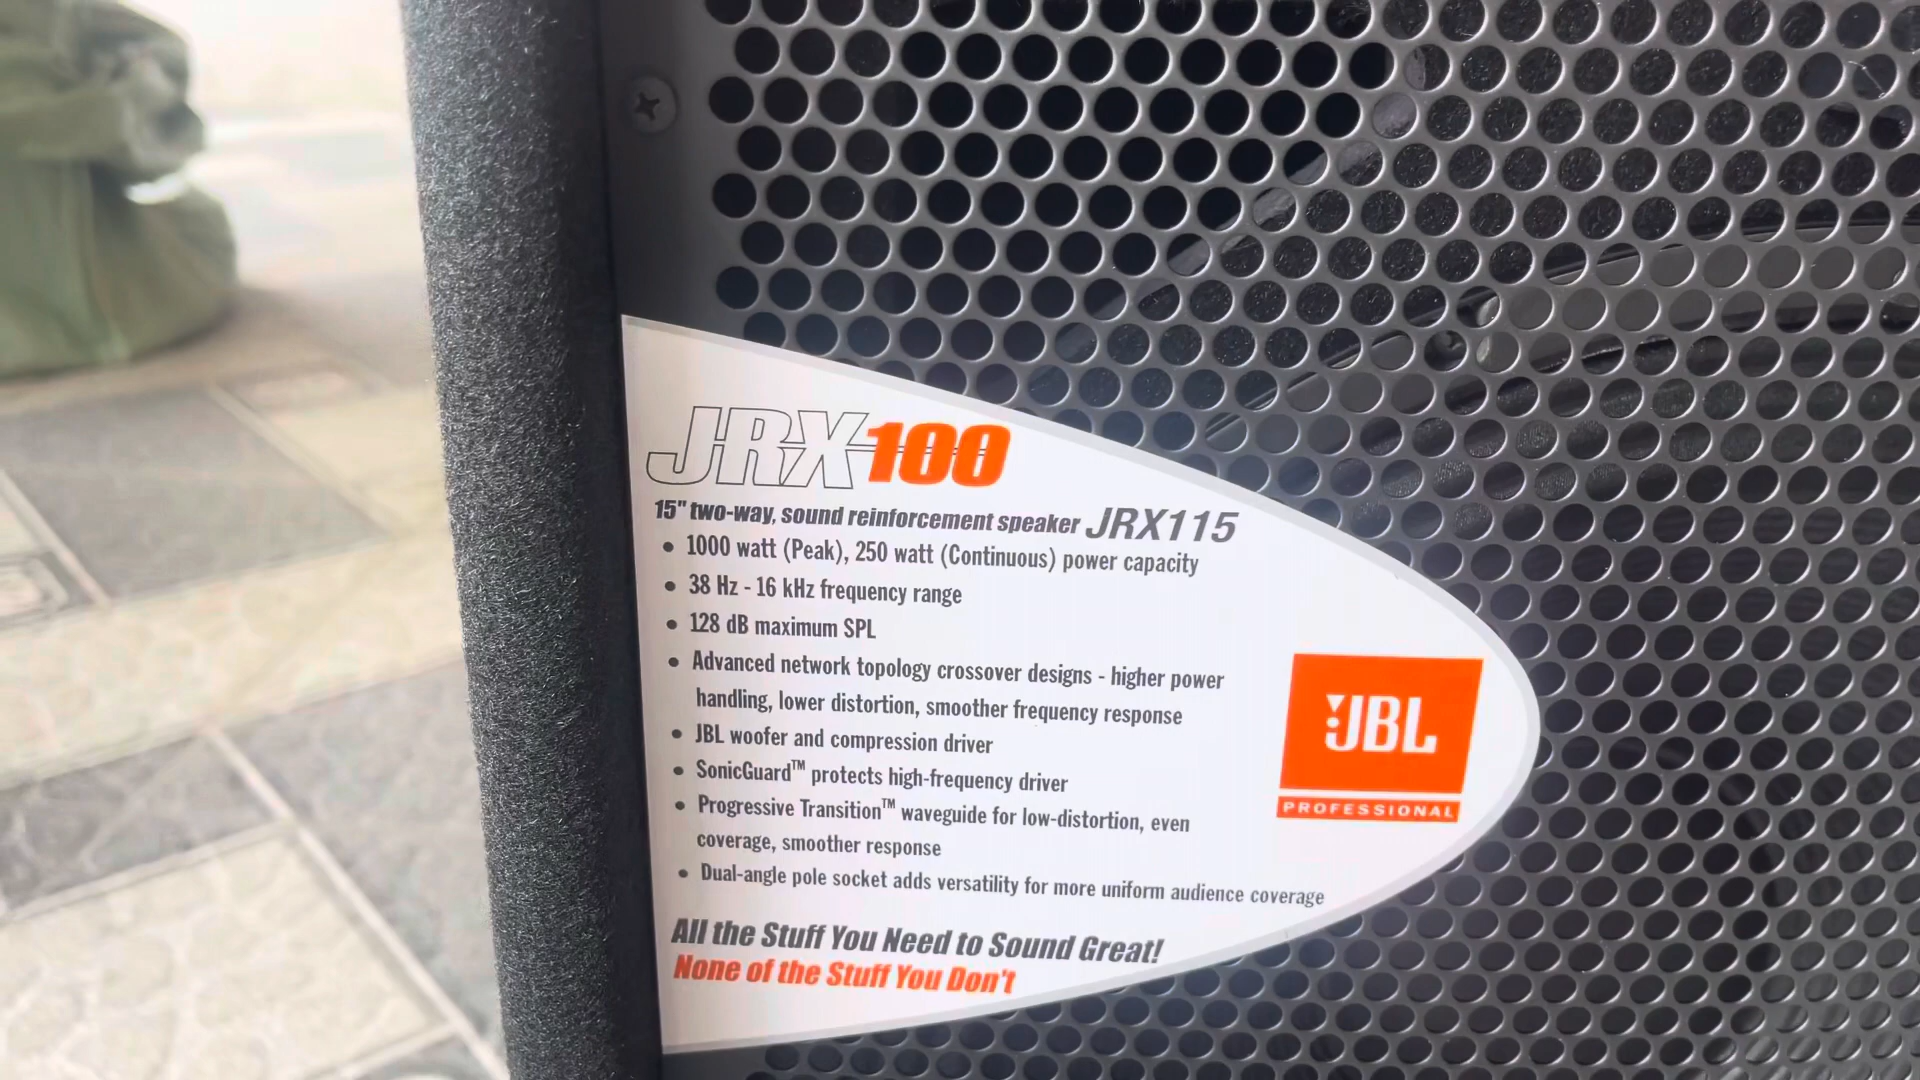 JRX100
15" two-way, sound reinforcement speaker JRX115
• 1000 watt (Peak), 250 watt (Continuous) power capacity
• 38 Hz - 16 kHz frequency range
• 128 dB maximum SPL
• Advanced network topology crossover designs - higher power
handling, lower distortion, smoother frequency response
• JBL woofer and compression driver
• SonicGuard™ protects high-frequency driver
• Progressive Transition™ waveguide for low-distortion, even
coverage, smoother response
• Dual-angle pole socket adds versatility for more uniform audience coverage
All the Stuff You Need to Sound Great!
None of the Stuff You Don't
JBL
PROFESSIONAL